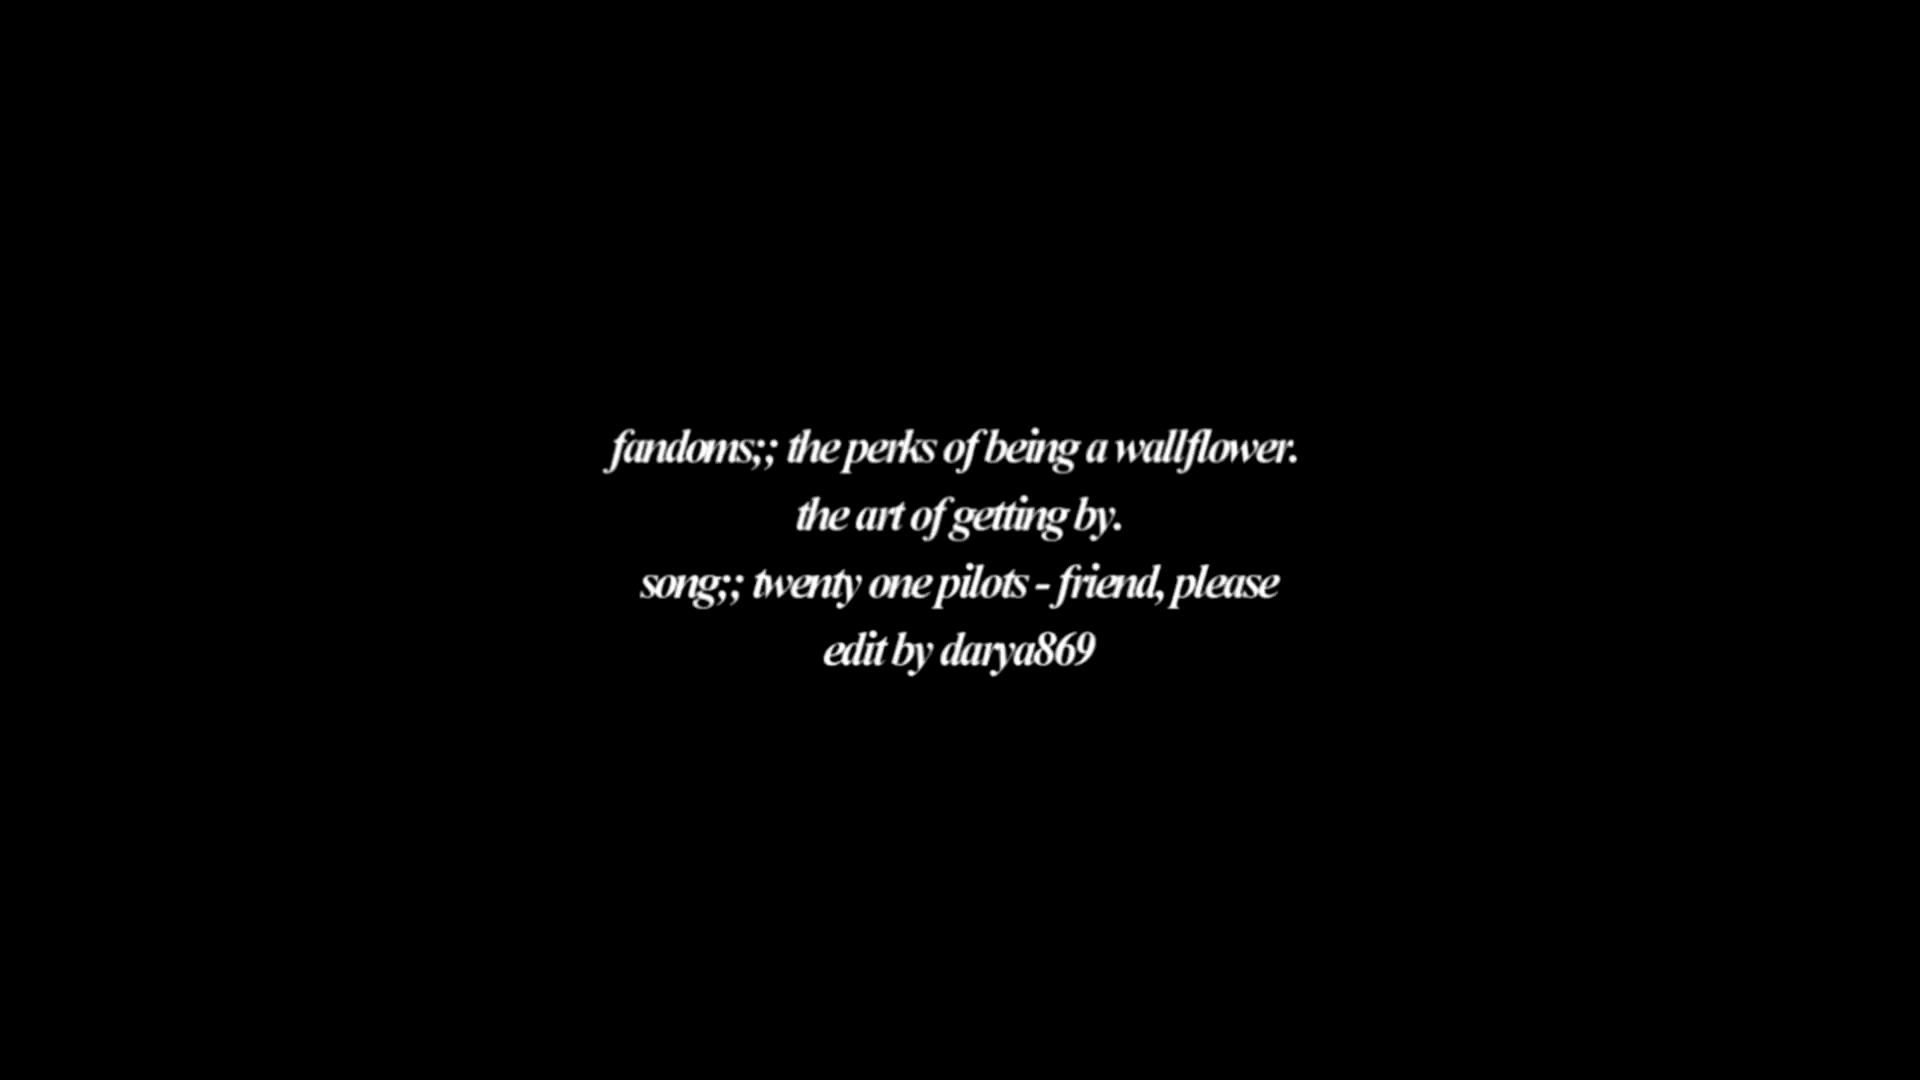 fandoms;; the perks of being a wallflower.
the art of getting by.
song;; twenty one pilots - friend, please
edit by darya869